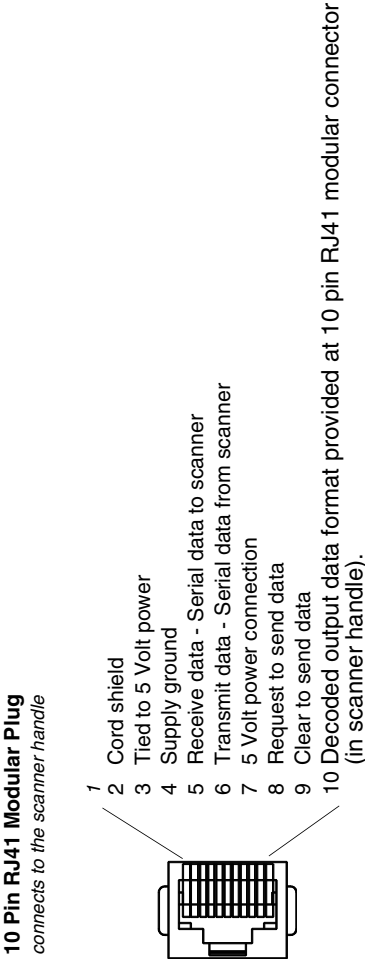 10 Pin RJ41 Modular Plug
connects to the scanner handle
1
2 Cord shield
3 Tied to 5 Volt power
4 Supply ground
5 Receive data - Serial data to scanner
6 Transmit data - Serial data from scanner
7 5 Volt power connection
8 Request to send data
9 Clear to send data
10 Decoded output data format provided at 10 pin RJ41 modular connector
(in scanner handle).